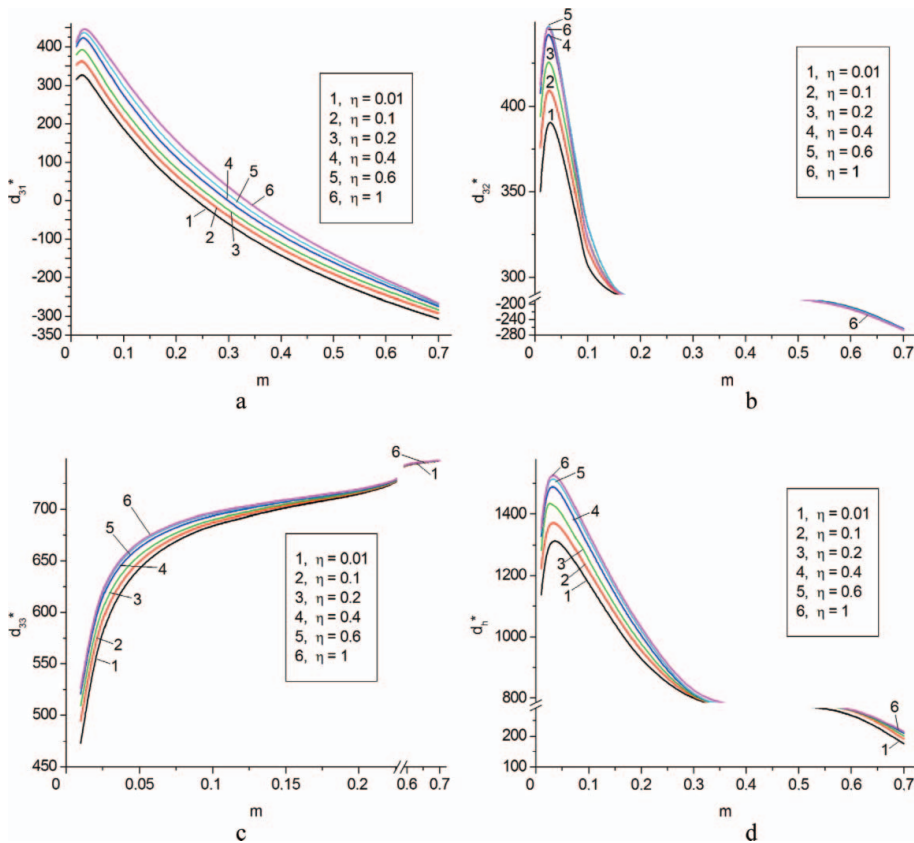 400
300
200
100
0
-100
-200
-300
-350
d31*
0 0.1 0.2 0.3 0.4 0.5 0.6 0.7
m
1 2 3 4 5 6
1, η = 0.01
2, η = 0.1
3, η = 0.2
4, η = 0.4
5, η = 0.6
6, η = 1
a
450
400
350
300
-200
-240
-280
d32*
0 0.1 0.2 0.3 0.4 0.5 0.6 0.7
m
5
6
4
3
2
1
6
1, η = 0.01
2, η = 0.1
3, η = 0.2
4, η = 0.4
5, η = 0.6
6, η = 1
b
700
650
600
575
550
500
450
d33*
0 0.05 0.1 0.15 0.2 0.6 0.7
m
6
5
4
3
2
1
6
1
1, η = 0.01
2, η = 0.1
3, η = 0.2
4, η = 0.4
5, η = 0.6
6, η = 1
c
1400
1200
1000
800
200
100
dh*
0 0.1 0.2 0.3 0.4 0.5 0.6 0.7
m
6
5
4
3
2
1
6
1
1, η = 0.01
2, η = 0.1
3, η = 0.2
4, η = 0.4
5, η = 0.6
6, η = 1
d